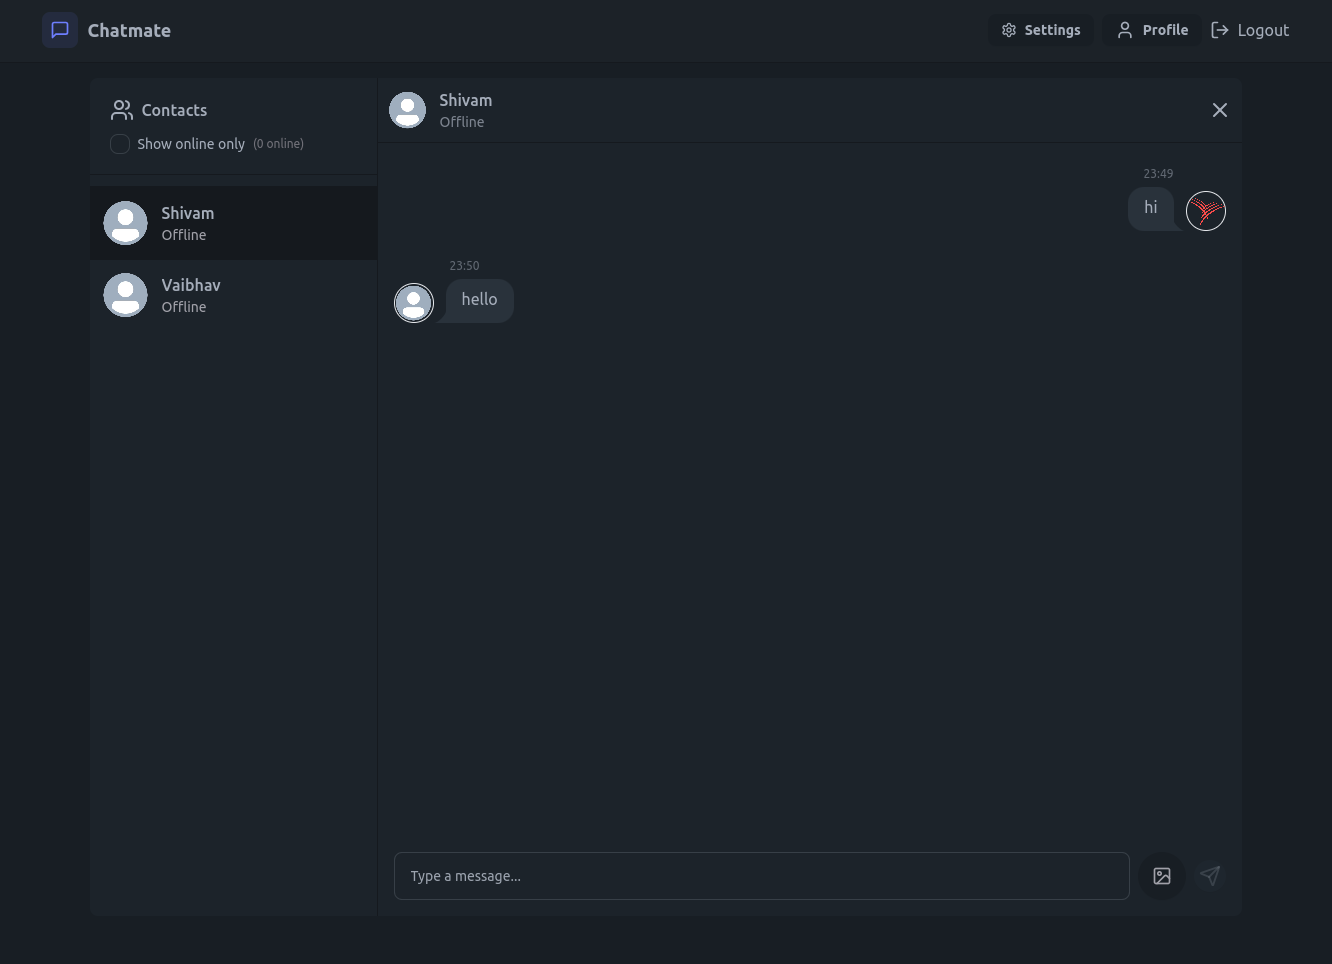 Chatmate
Settings
Profile
Logout
Contacts
Show online only (0 online)
Shivam
Offline
Vaibhav
Offline
Shivam
Offline
23:49
hi
23:50
hello
Type a message...